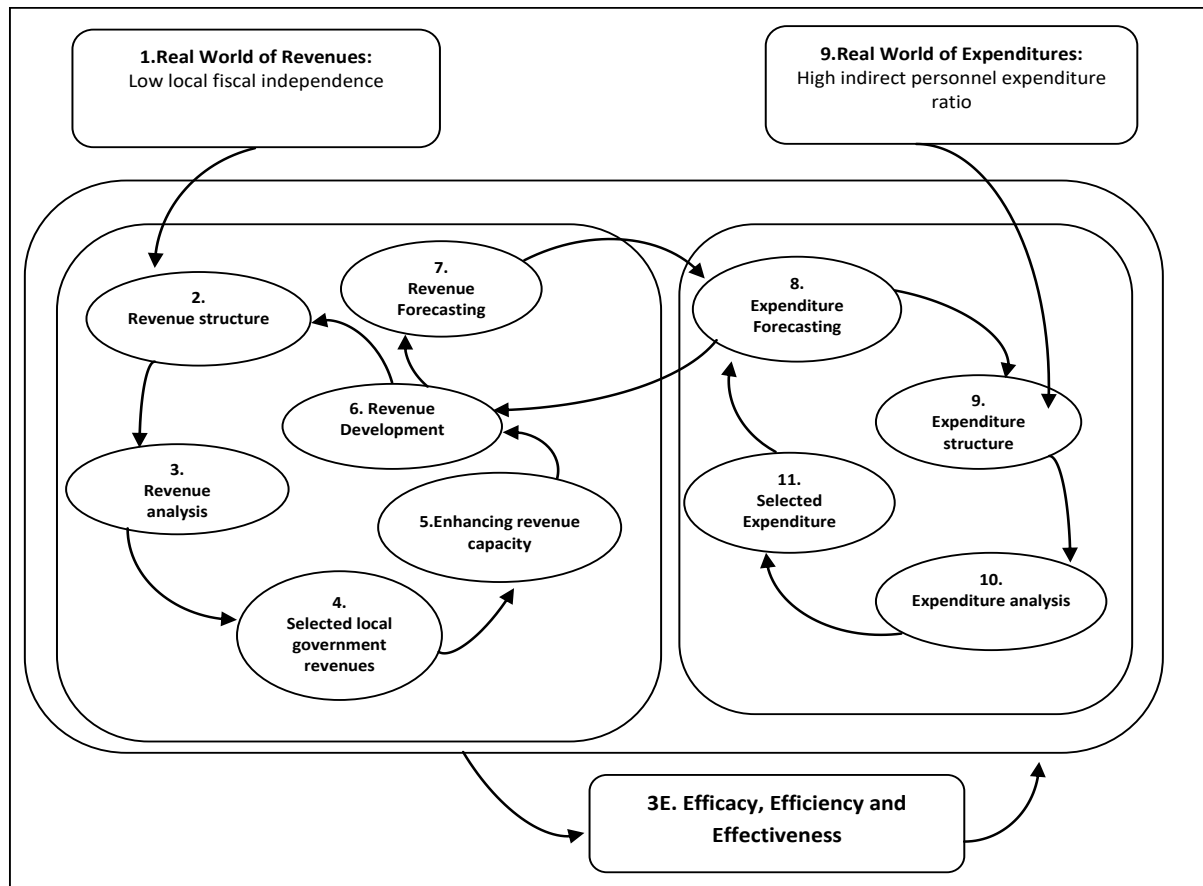 1.Real World of Revenues:
Low local fiscal independence
9.Real World of Expenditures:
High indirect personnel expenditure
ratio
2.
Revenue structure
7.
Revenue
Forecasting
8.
Expenditure
Forecasting
6. Revenue
Development
9.
Expenditure
structure
3.
Revenue
analysis
5.Enhancing revenue
capacity
11.
Selected
Expenditure
4.
Selected local
government
revenues
10.
Expenditure analysis
3E. Efficacy, Efficiency and
Effectiveness